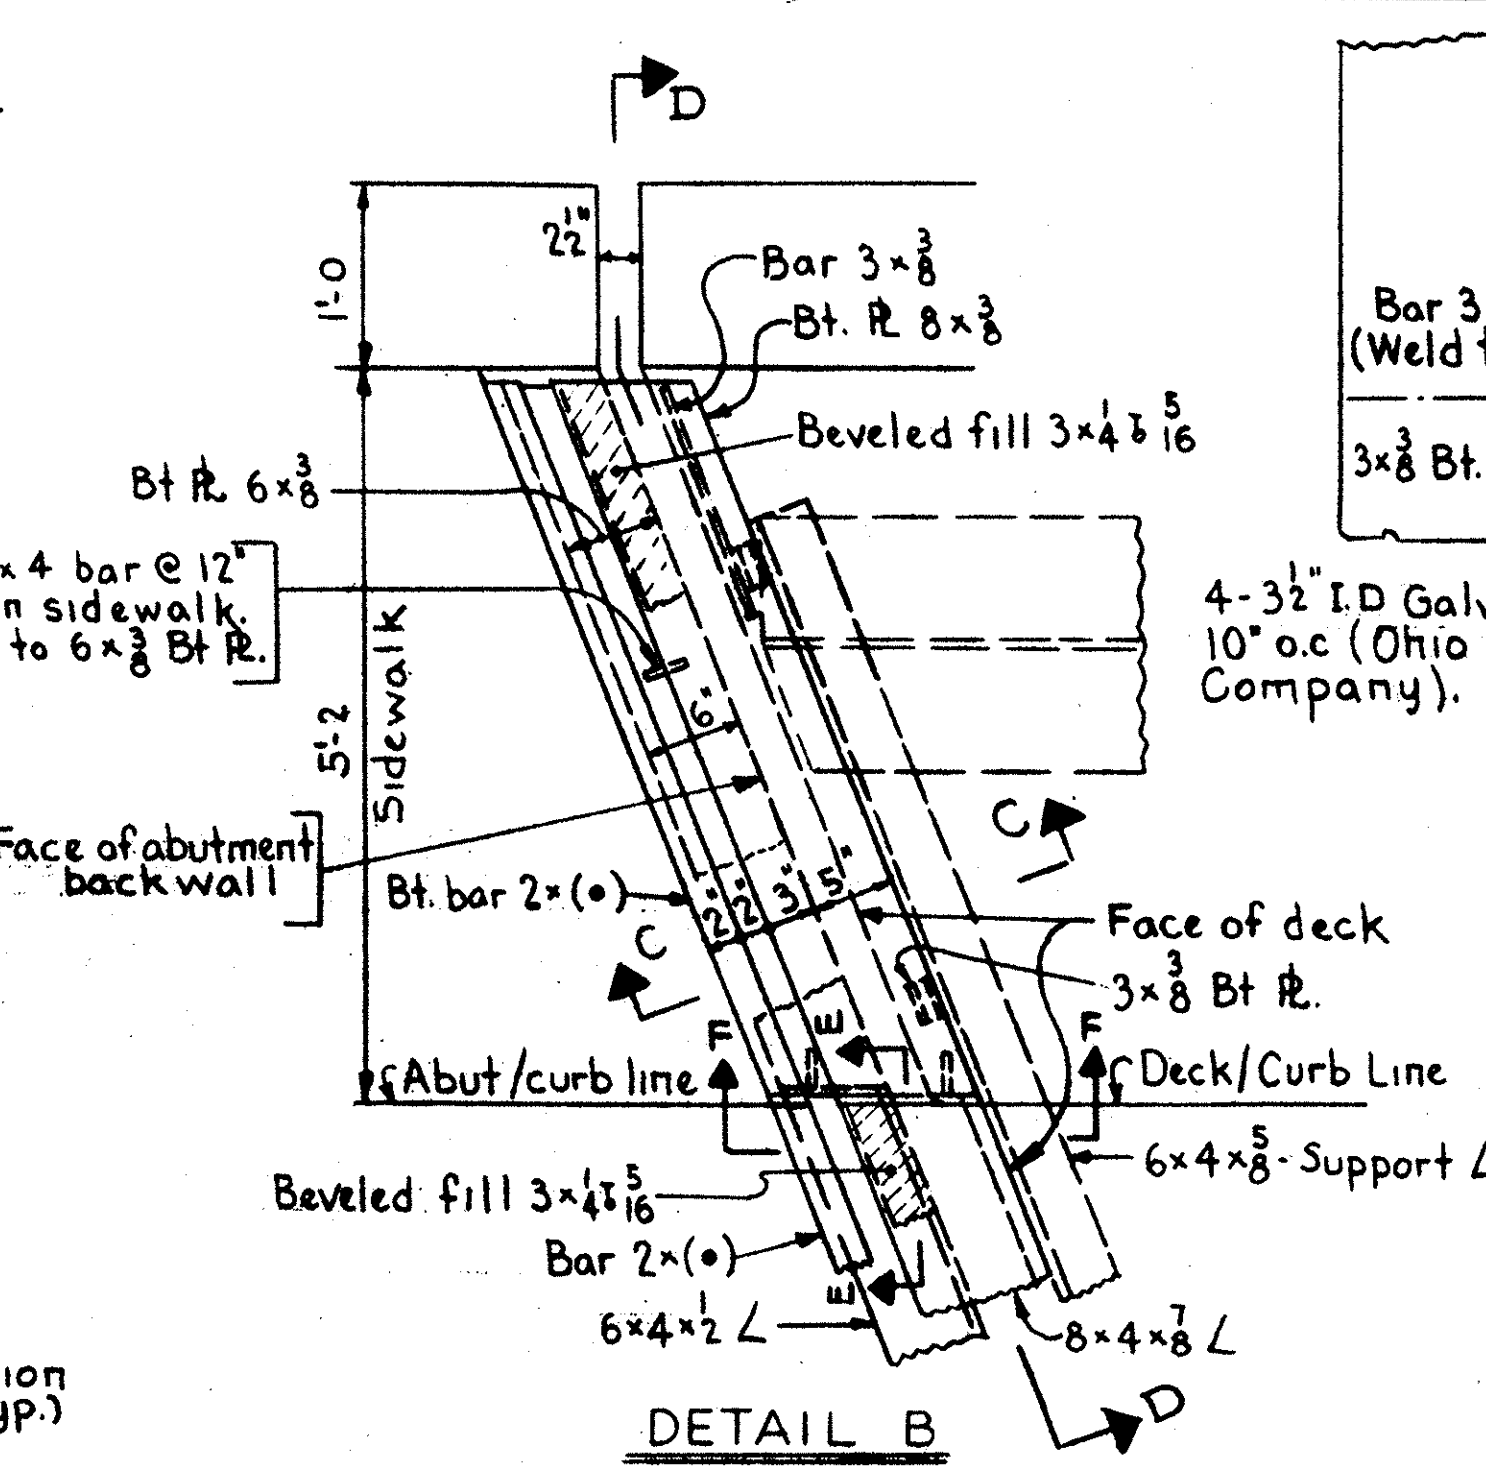 D
2 1/2"
1'-0
Bar 3 × 3/8
Bt. PL 8 × 3/8
Bar 3
(Weld
Beveled fill 3 × 1/4 to 5/16
Bt PL 6 × 3/8
3 × 3/8 Bt.
× 4 bar @ 12"
n sidewalk.
to 6 × 3/8 Bt PL.
4 - 3 1/2" I.D Galv
10" o.c (Ohio
Company).
6"
5'-2
Sidewalk
C
Face of abutment
backwall
Bt. bar 2 × (•)
2" 2" 3" 5"
Face of deck
C
3 × 3/8 Bt PL.
F
E
F
Abut/curb line
Deck/Curb Line
6 × 4 × 5/8 - Support ∠
Beveled fill 3 × 1/4 to 5/16
Bar 2 × (•)
E
6 × 4 × 1/2 ∠
8 × 4 × 7/8 ∠
ion
yp.)
D
DETAIL B